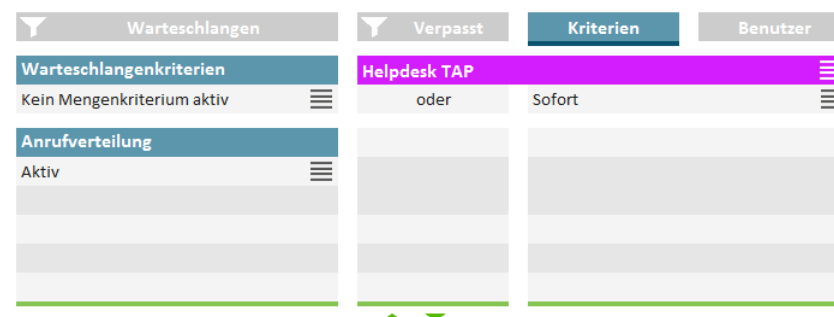 Warteschlangen
Verpasst
Kriterien
Benutzer
Warteschlangenkriterien
Helpdesk TAP
Kein Mengenkriterium aktiv
oder
Sofort
Anrufverteilung
Aktiv